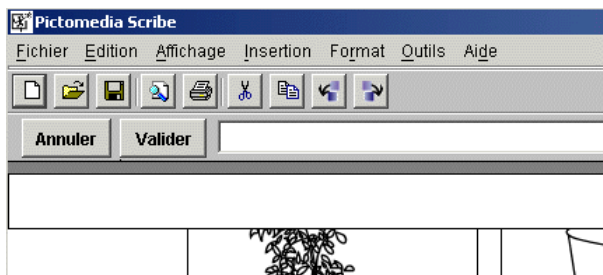 Pictomedia Scribe
Fichier Edition Affichage Insertion Format Outils Aide
Annuler Valider